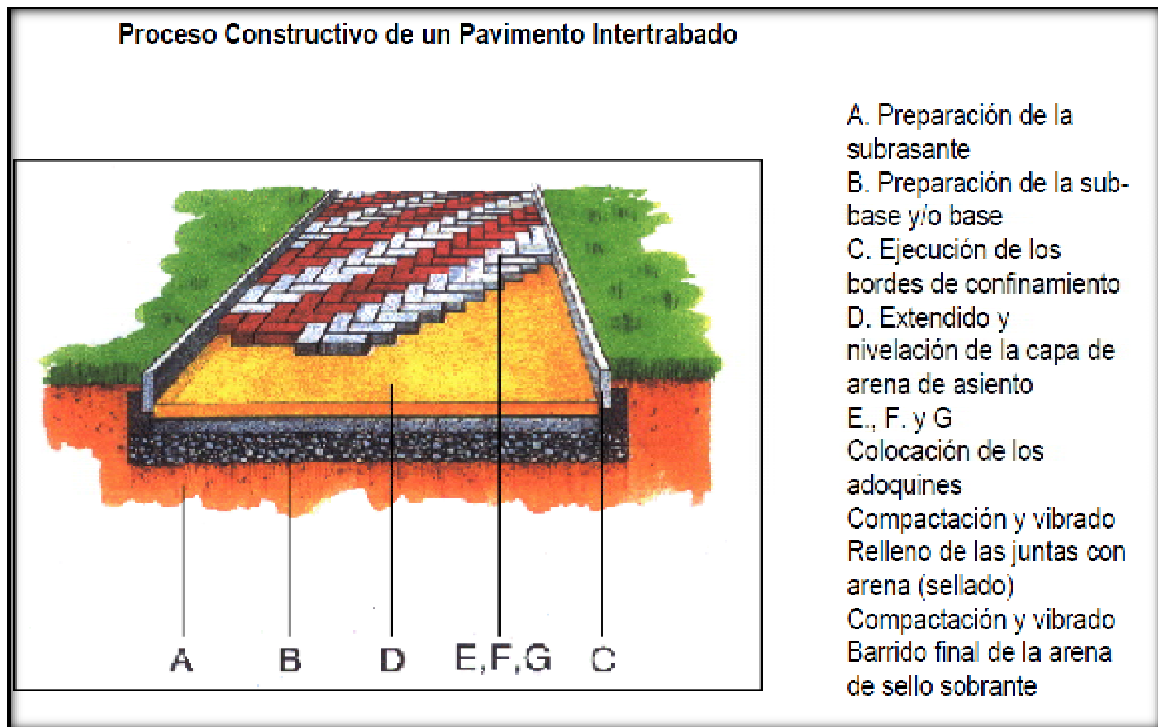 Proceso Constructivo de un Pavimento Intertrabado
A. Preparación de la
subrasante
B. Preparación de la sub-
base y/o base
C. Ejecución de los
bordes de confinamiento
D. Extendido y
nivelación de la capa de
arena de asiento
E., F. y G
Colocación de los
adoquines
Compactación y vibrado
Relleno de las juntas con
arena (sellado)
Compactación y vibrado
Barrido final de la arena
de sello sobrante
A B D E,F,G C